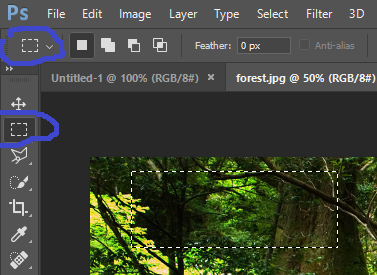 Ps File Edit Image Layer Type Select Filter 3D
Feather: 0 px Anti-alias
Untitled-1 @ 100% (RGB/8#) × forest.jpg @ 50% (RGB/8#)